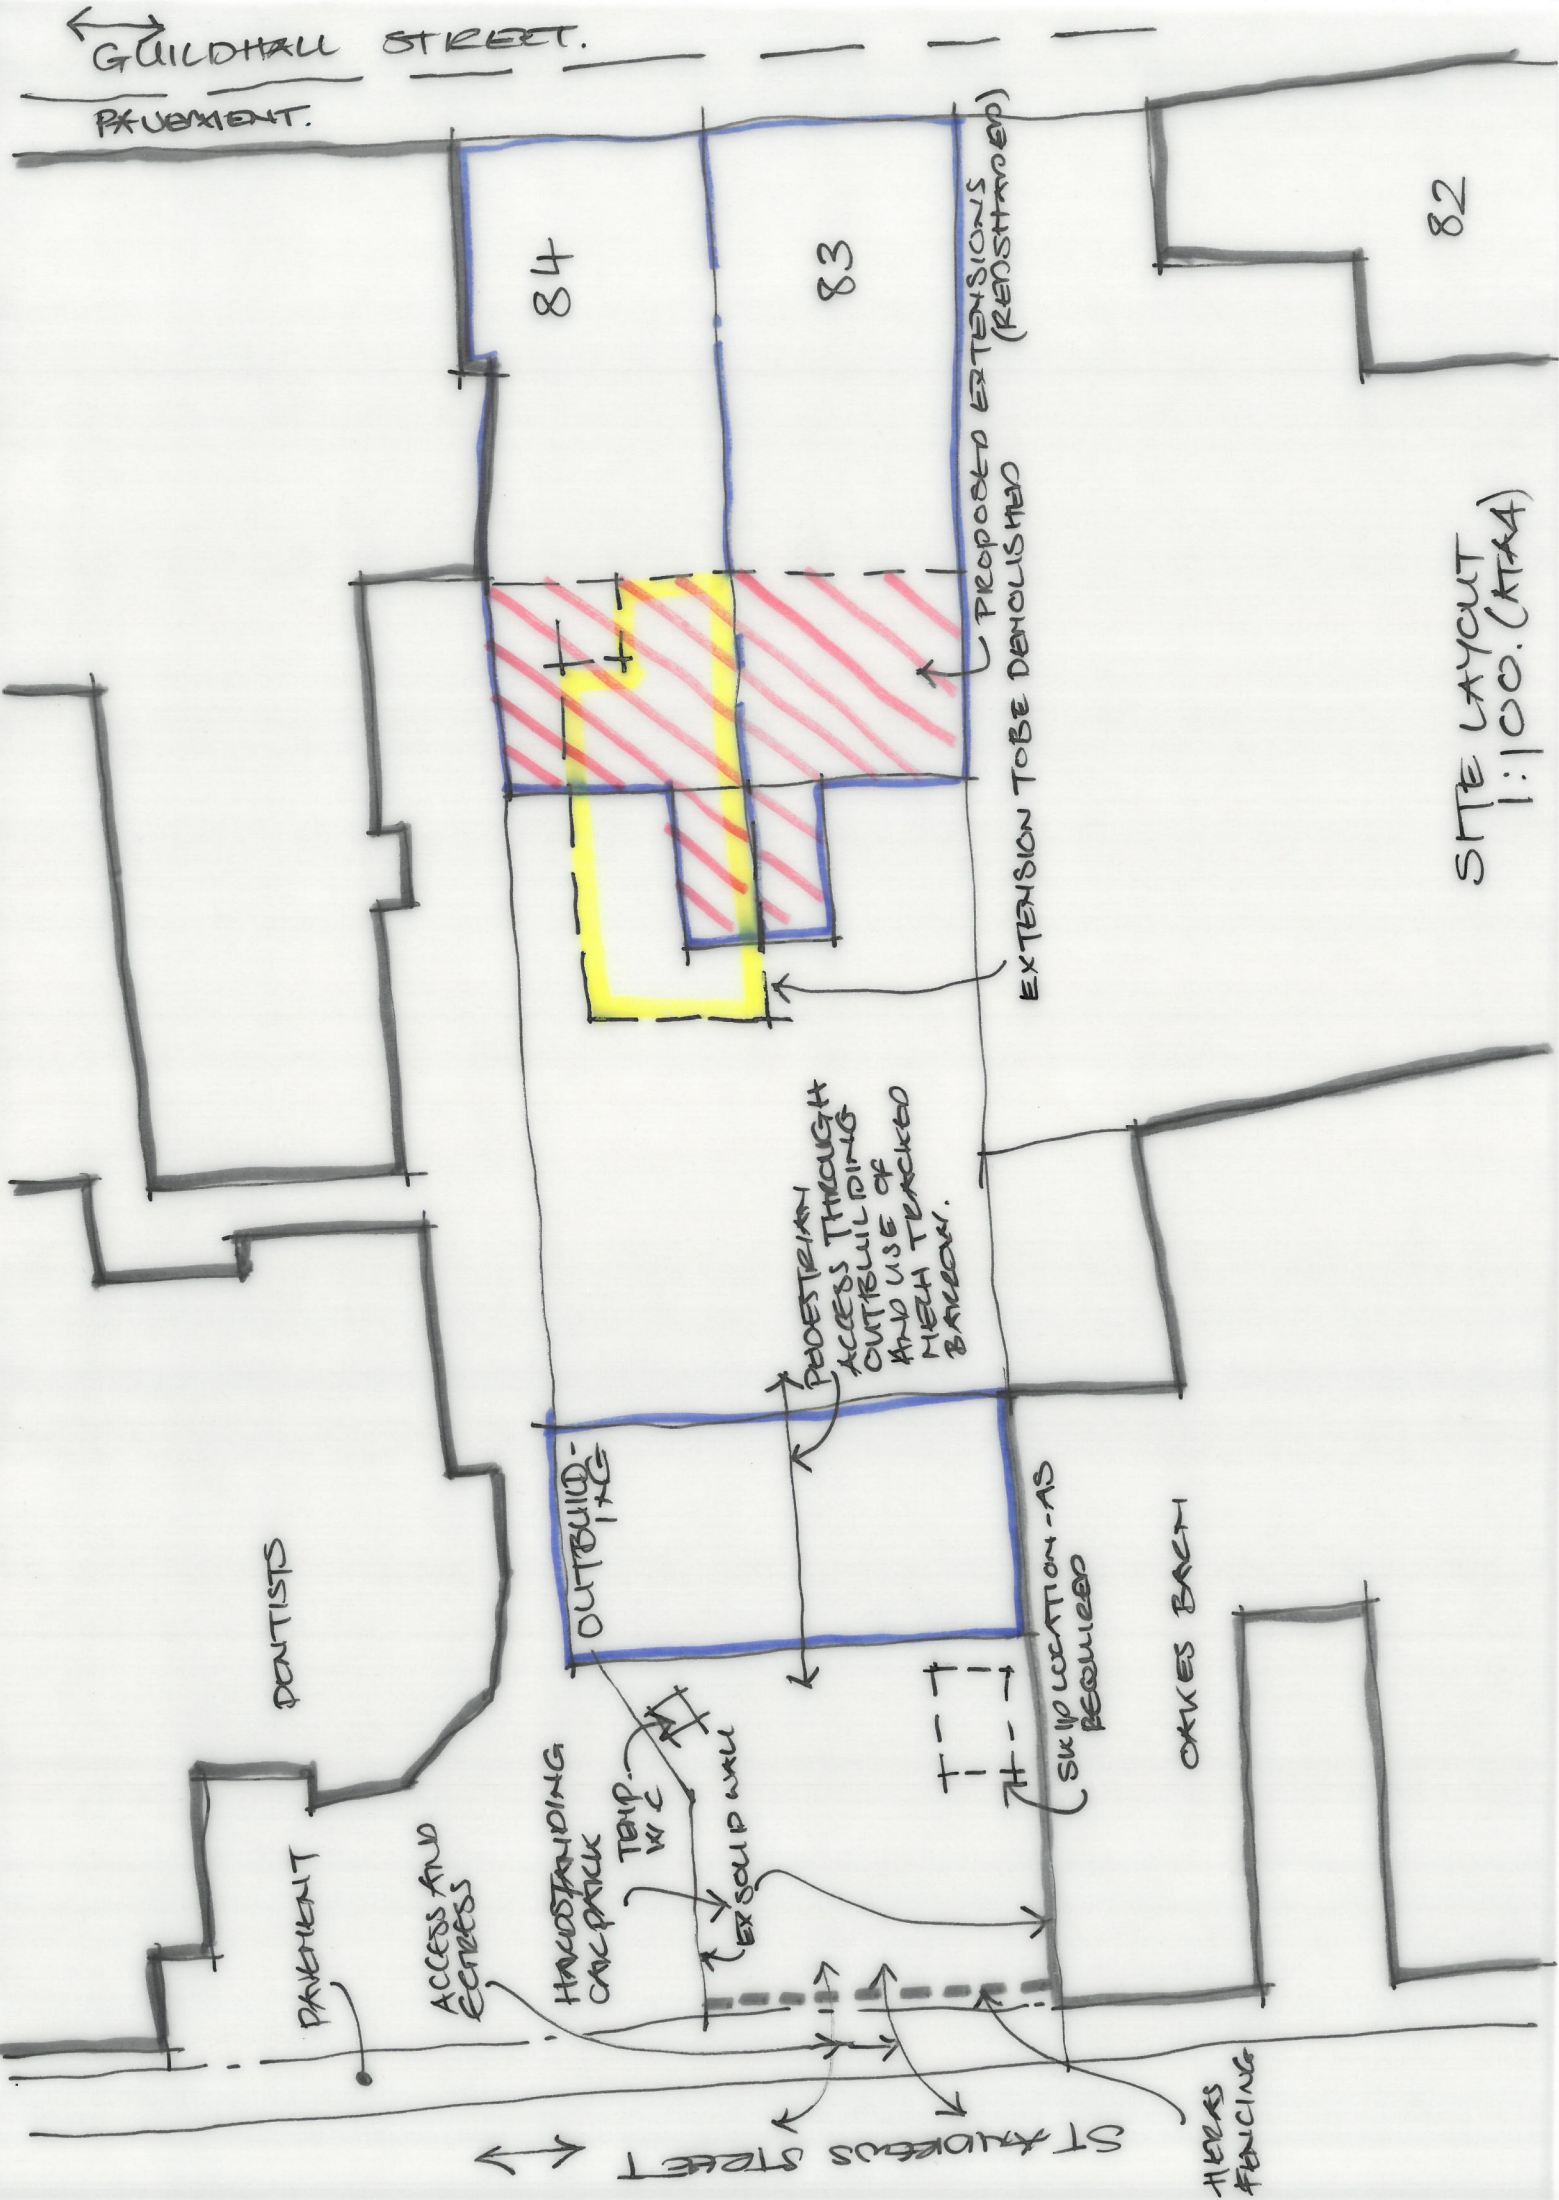 GUILDHALL STREET.
PAVEMENT.
84
83
82
PROPOSED EXTENSIONS
(RED SHADED)
EXTENSION TO BE DEMOLISHED
SITE LAYOUT
1:100. (AT A4)
PEDESTRIAN
ACCESS THROUGH
OUTBUILDING
AND USE OF
MECH TRACKED
BARROW.
OUTBUILD-
ING
DENTISTS
PAVEMENT
ACCESS AND
EGRESS
HARDSTANDING
CAR PARK
TEMP.
W.C
EX SOLID WALL
SKIP LOCATION - AS
REQUIRED
OAKES BARN
HERAS
FENCING
ST ANDREWS STREET